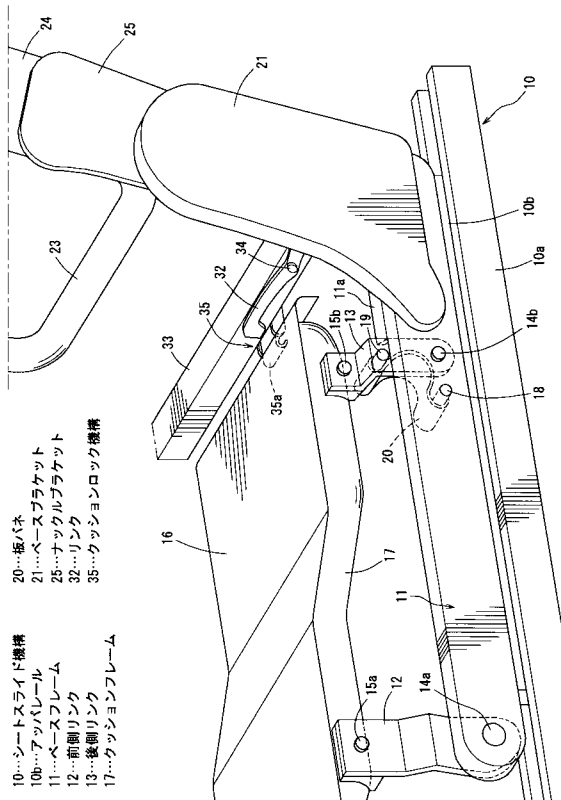 10…シートスライド機構
10b…アッパレール
11…ベースフレーム
12…前側リンク
13…後側リンク
17…クッションフレーム
20…板バネ
21…ベースブラケット
25…ナックルブラケット
32…リンク
35…クッションロック機構
24
23
25
33
32
35
34
16
21
35a
15b
13
11a
19
15a
17
12
20
11
14a
18
14b
10b
10a
10